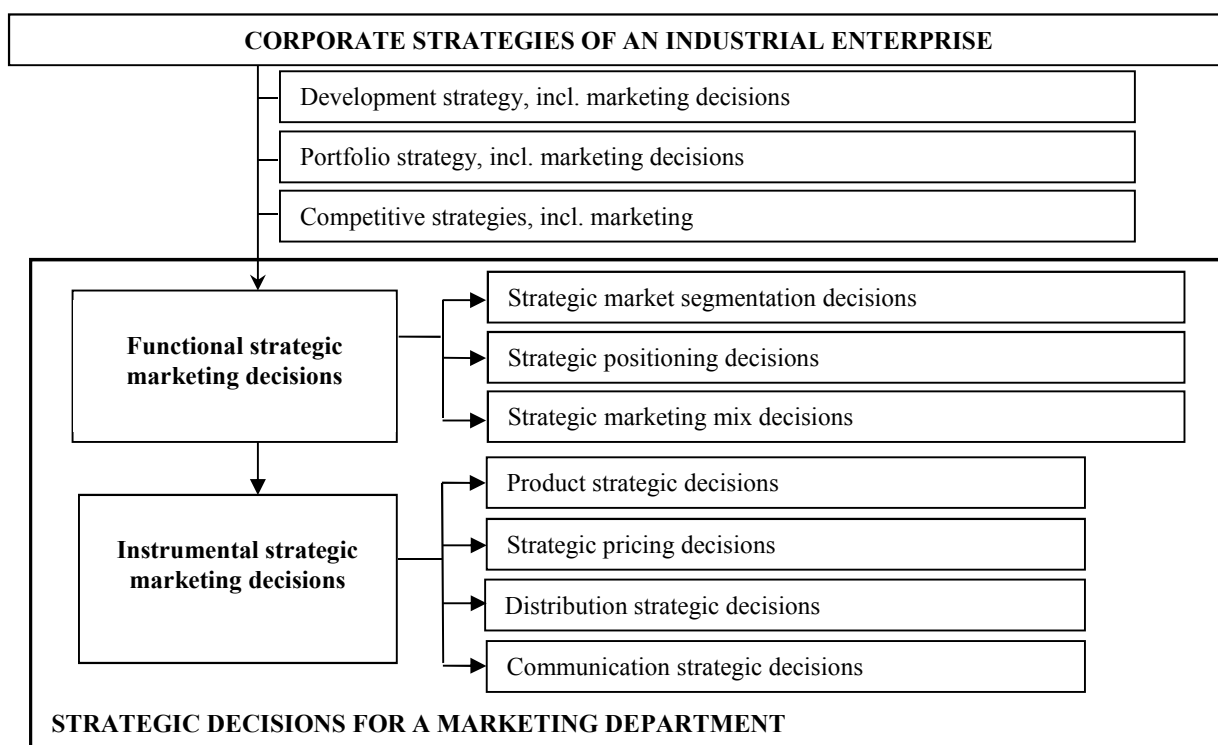 CORPORATE STRATEGIES OF AN INDUSTRIAL ENTERPRISE
Development strategy, incl. marketing decisions
Portfolio strategy, incl. marketing decisions
Competitive strategies, incl. marketing
Functional strategic
marketing decisions
Strategic market segmentation decisions
Strategic positioning decisions
Strategic marketing mix decisions
Instrumental strategic
marketing decisions
Product strategic decisions
Strategic pricing decisions
Distribution strategic decisions
Communication strategic decisions
STRATEGIC DECISIONS FOR A MARKETING DEPARTMENT